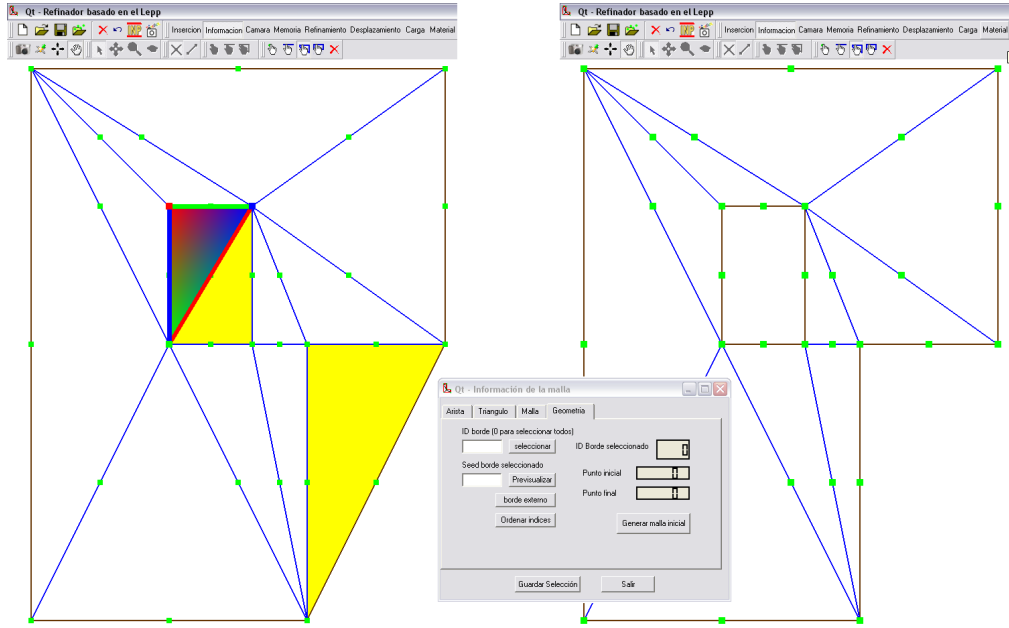 Qt - Refinador basado en el Lepp
Insercion Informacion Camara Memoria Refinamiento Desplazamiento Carga Material
Qt - Refinador basado en el Lepp
Insercion Informacion Camara Memoria Refinamiento Desplazamiento Carga Material
Qt - Información de la malla
Arista Triangulo Malla Geometria
ID borde (0 para seleccionar todos)
seleccionar ID Borde seleccionado 0
Seed borde seleccionado
Previsualizar Punto inicial 0
borde externo Punto final 0
Ordenar indices Generar malla inicial
Guardar Selección Salir